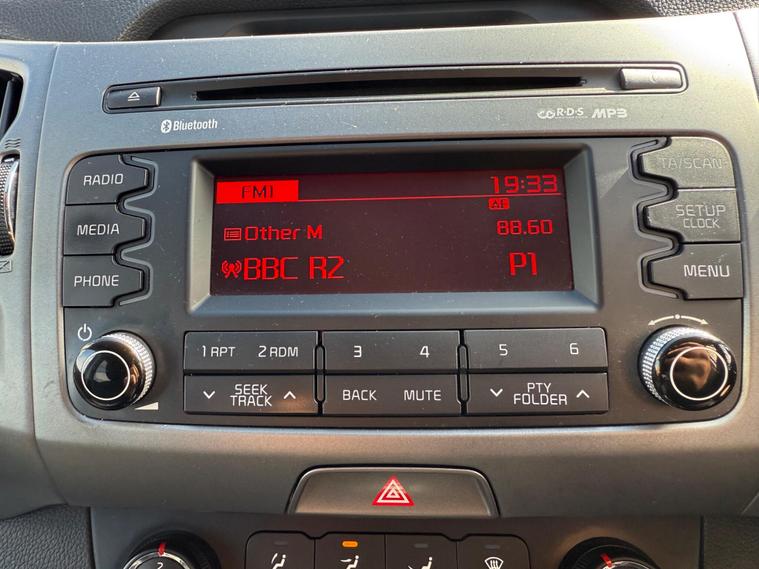 Bluetooth
R·D·S MP3
RADIO
MEDIA
PHONE
FM1 19:33
AF
Other M 88.60
BBC R2 P1
TA/SCAN
SETUP
CLOCK
MENU
1 RPT 2 RDM 3 4 5 6
SEEK
TRACK
BACK MUTE
PTY
FOLDER
2